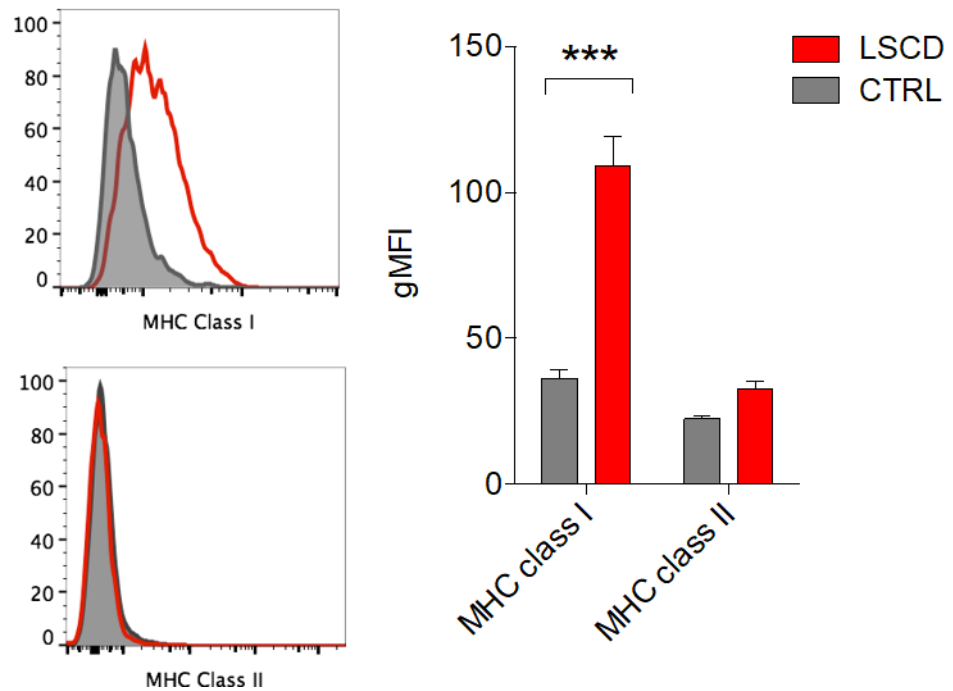 100
80
60
40
20
0
MHC Class I
100
80
60
40
20
0
MHC Class II
150
100
50
0
gMFI
***
MHC class I
MHC class II
LSCD
CTRL